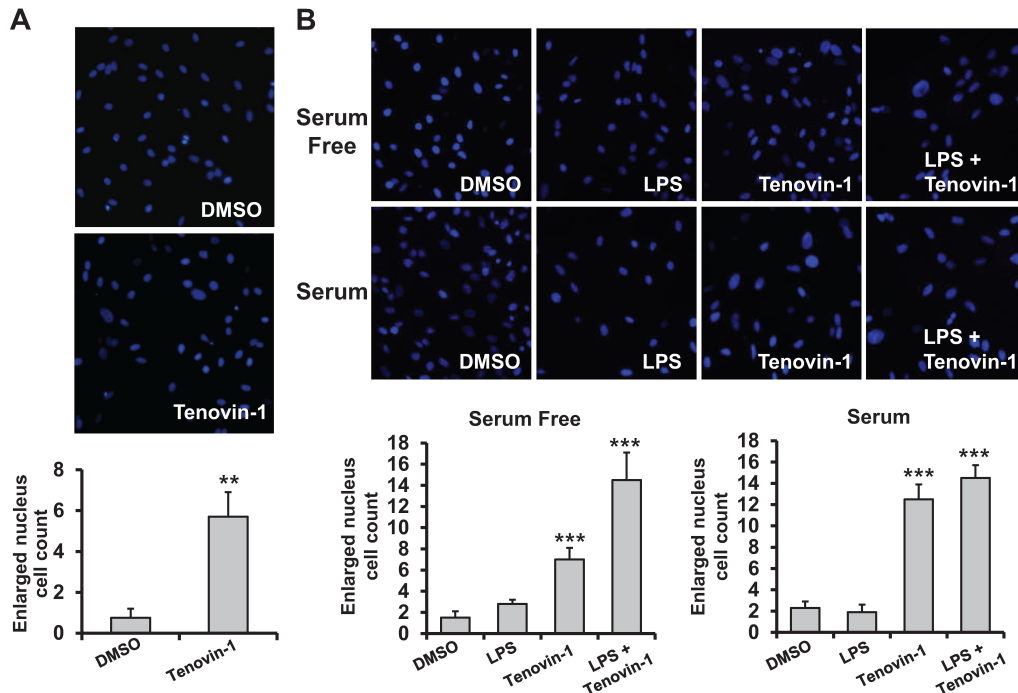 A
DMSO
Tenovin-1
8
6
4
2
0
Enlarged nucleus
cell count
**
DMSO
Tenovin-1
B
Serum
Free
DMSO
LPS
Tenovin-1
LPS +
Tenovin-1
Serum
DMSO
LPS
Tenovin-1
LPS +
Tenovin-1
Serum Free
18
16
14
12
10
8
6
4
2
0
Enlarged nucleus
cell count
***
***
DMSO
LPS
Tenovin-1
LPS +
Tenovin-1
Serum
18
16
14
12
10
8
6
4
2
0
Enlarged nucleus
cell count
***
***
DMSO
LPS
Tenovin-1
LPS +
Tenovin-1